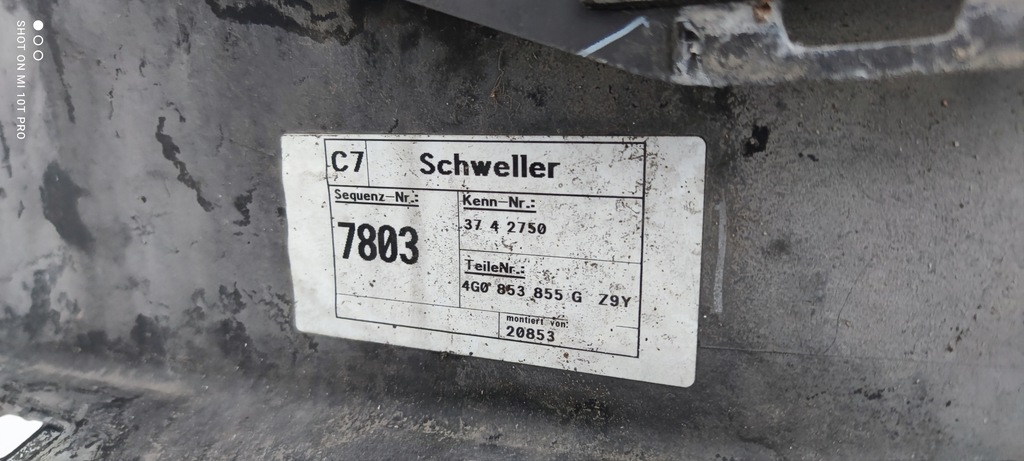 C7 Schweller
Sequenz-Nr.:
7803
Kenn-Nr.:
37 4 2750
TeileNr.:
4G0 853 855 G Z9Y
montiert von:
20853
SHOT ON MI 10T PRO